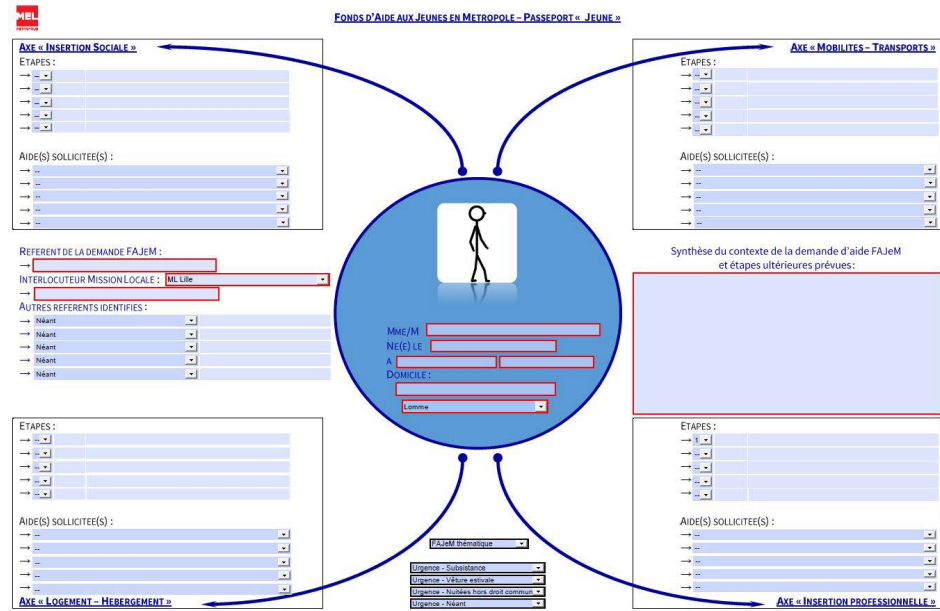 MEL
FONDS D'AIDE AUX JEUNES EN METROPOLE – PASSEPORT « JEUNE »
AXE « INSERTION SOCIALE »
ETAPES :
→ --
→ --
→ --
→ --
→ --
AIDE(S) SOLLICITEE(S) :
→ --
→ --
→ --
→ --
→ --
AXE « MOBILITES – TRANSPORTS »
ETAPES :
→ --
→ --
→ --
→ --
→ --
AIDE(S) SOLLICITEE(S) :
→ --
→ --
→ --
→ --
→ --
REFERENT DE LA DEMANDE FAJEM :
→
INTERLOCUTEUR MISSION LOCALE : ML Lille
→
AUTRES REFERENTS IDENTIFIES :
→ Néant
→ Néant
→ Néant
→ Néant
→ Néant
MME/M
NE(E) LE
A
DOMICILE :
Lomme
Synthèse du contexte de la demande d'aide FAJeM
et étapes ultérieures prévues :
ETAPES :
→ --
→ --
→ --
→ --
→ --
AIDE(S) SOLLICITEE(S) :
→ --
→ --
→ --
→ --
→ --
AXE « LOGEMENT – HEBERGEMENT »
FAJeM thématique
Urgence - Subsistance
Urgence - Vêture estivale
Urgence - Nuitées hors droit commun
Urgence - Néant
ETAPES :
→ 1
→ --
→ --
→ --
→ --
AIDE(S) SOLLICITEE(S) :
→ --
→ --
→ --
→ --
→ --
AXE « INSERTION PROFESSIONNELLE »